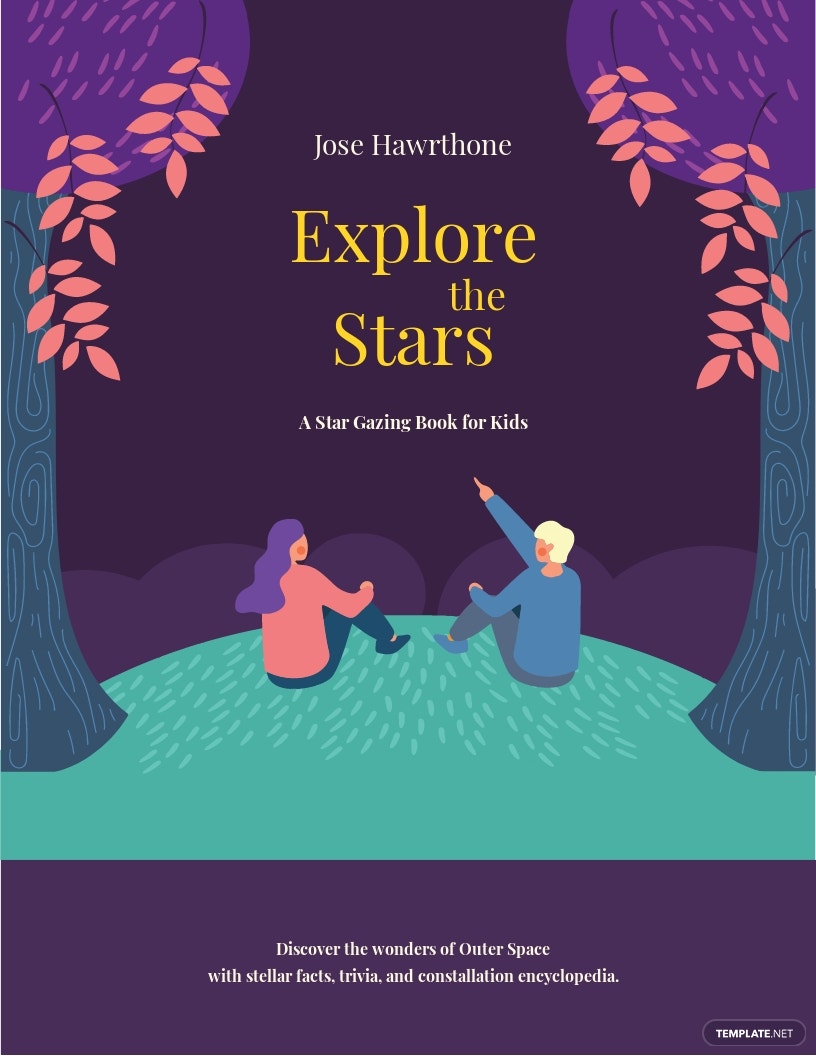 Jose Hawrthone
Explore
the
Stars
A Star Gazing Book for Kids
Discover the wonders of Outer Space
with stellar facts, trivia, and constallation encyclopedia.
TEMPLATE.NET